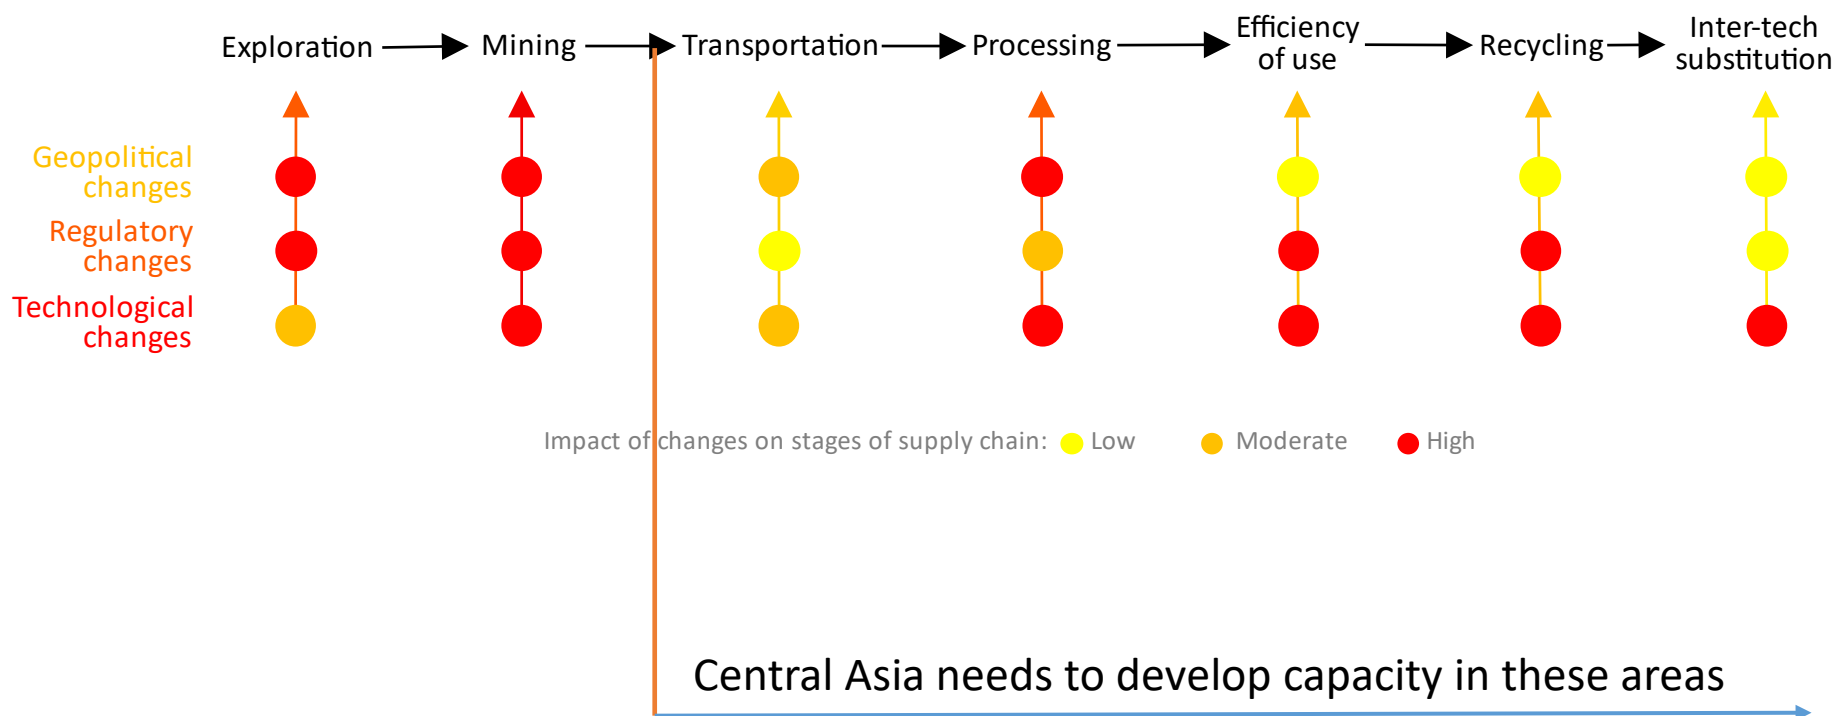 Exploration
Mining
Transportation
Processing
Efficiency
of use
Recycling
Inter-tech
substitution
Geopolitical
changes
Regulatory
changes
Technological
changes
Impact of changes on stages of supply chain: Low Moderate High
Central Asia needs to develop capacity in these areas